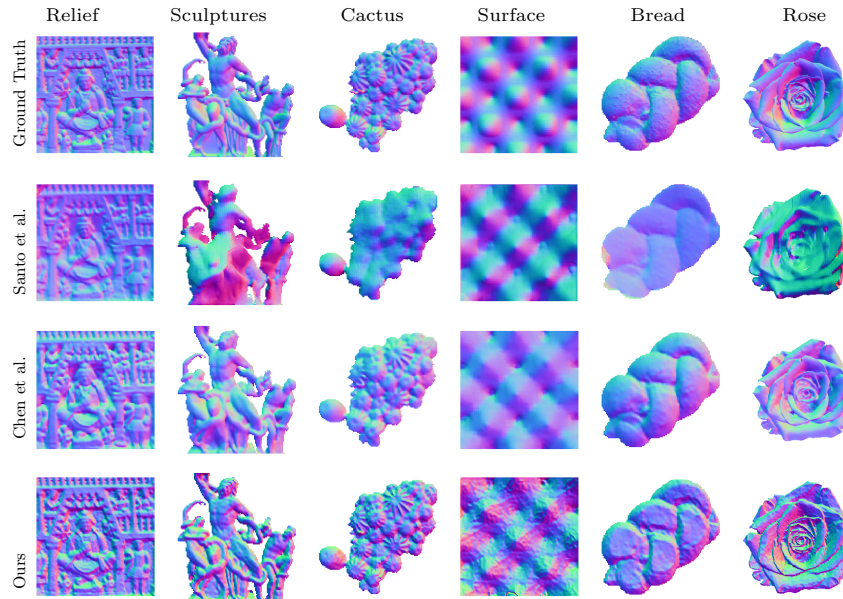 Relief Sculptures Cactus Surface Bread Rose
Ground Truth
Santo et al.
Chen et al.
Ours